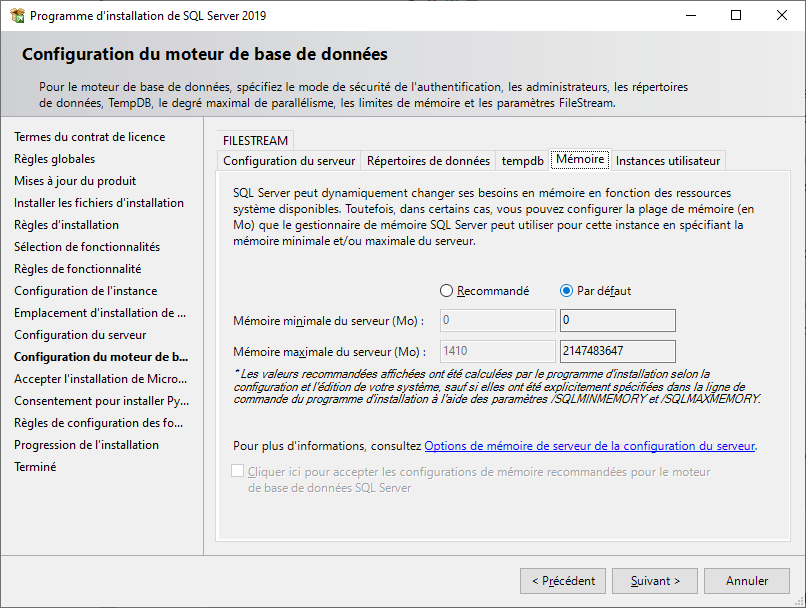 Programme d'installation de SQL Server 2019
Configuration du moteur de base de données
Pour le moteur de base de données, spécifiez le mode de sécurité de l'authentification, les administrateurs, les répertoires
de données, TempDB, le degré maximal de parallélisme, les limites de mémoire et les paramètres FileStream.
Termes du contrat de licence
Règles globales
Mises à jour du produit
Installer les fichiers d'installation
Règles d'installation
Sélection de fonctionnalités
Règles de fonctionnalité
Configuration de l'instance
Emplacement d'installation de ...
Configuration du serveur
Configuration du moteur de b...
Accepter l'installation de Micro...
Consentement pour installer Py...
Règles de configuration des fo...
Progression de l'installation
Terminé
FILESTREAM
Configuration du serveur Répertoires de données tempdb Mémoire Instances utilisateur
SQL Server peut dynamiquement changer ses besoins en mémoire en fonction des ressources
système disponibles. Toutefois, dans certains cas, vous pouvez configurer la plage de mémoire (en
Mo) que le gestionnaire de mémoire SQL Server peut utiliser pour cette instance en spécifiant la
mémoire minimale et/ou maximale du serveur.
Recommandé Par défaut
Mémoire minimale du serveur (Mo) : 0 0
Mémoire maximale du serveur (Mo) : 1410 2147483647
* Les valeurs recommandées affichées ont été calculées par le programme d'installation selon la
configuration et l'édition de votre système, sauf si elles ont été explicitement spécifiées dans la ligne de
commande du programme d'installation à l'aide des paramètres /SQLMINMEMORY et /SQLMAXMEMORY.
Pour plus d'informations, consultez Options de mémoire de serveur de la configuration du serveur.
Cliquer ici pour accepter les configurations de mémoire recommandées pour le moteur
de base de données SQL Server
< Précédent Suivant > Annuler